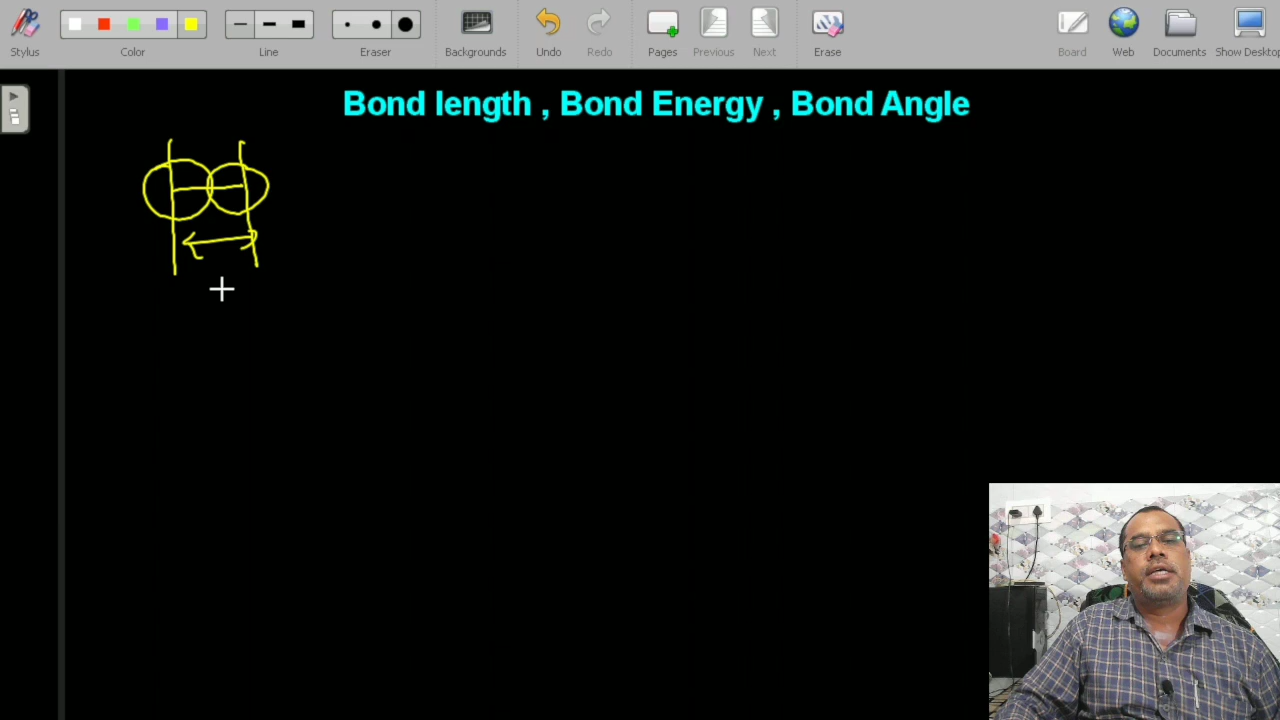 Stylus Color Line Eraser Backgrounds Undo Redo Pages Previous Next Erase Board Web Documents Show Desktop
Bond length , Bond Energy , Bond Angle